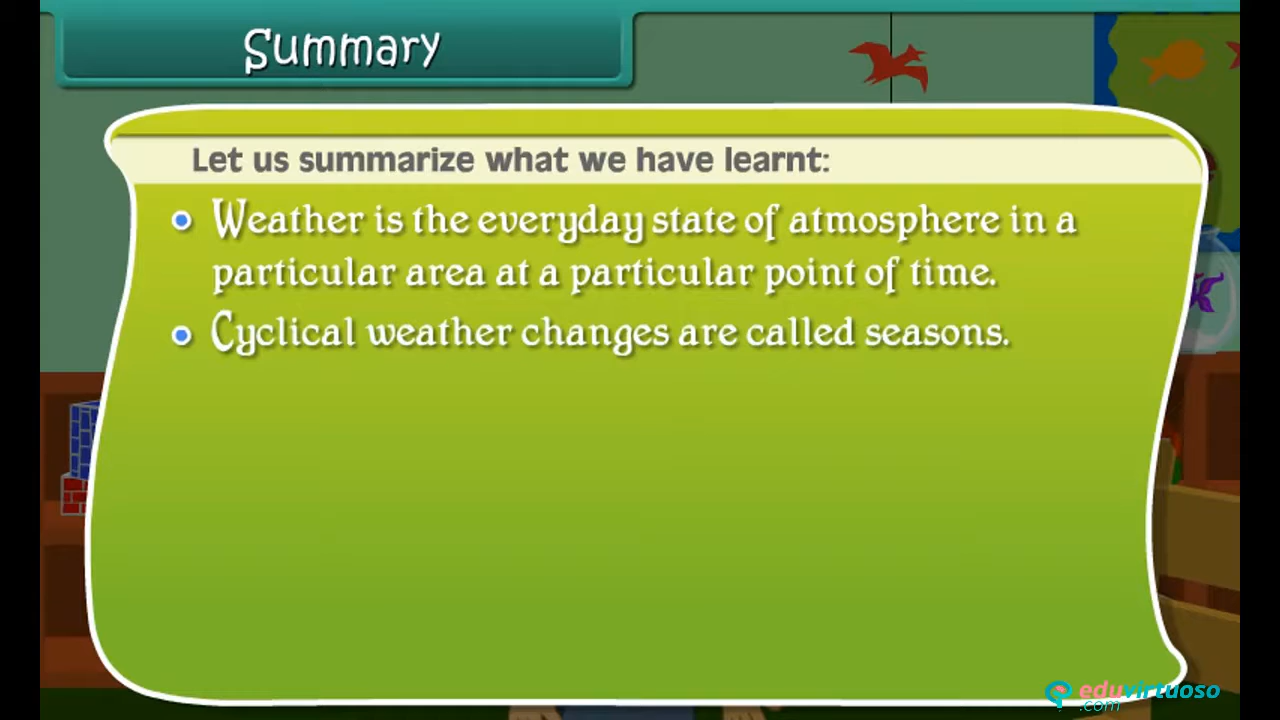 Summary
Let us summarize what we have learnt:
Weather is the everyday state of atmosphere in a
particular area at a particular point of time.
Cyclical weather changes are called seasons.
eduvirtuoso
.com